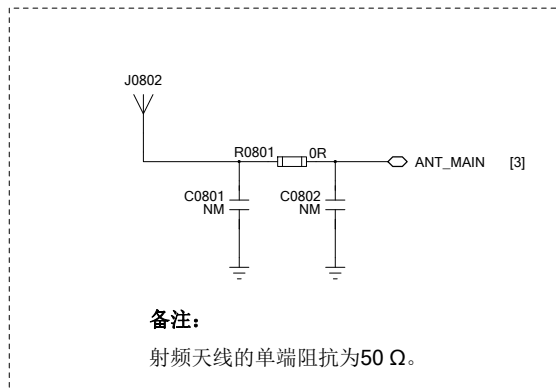 J0802
R0801 0R
ANT_MAIN [3]
C0801
NM
C0802
NM
备注：
射频天线的单端阻抗为50 Ω。